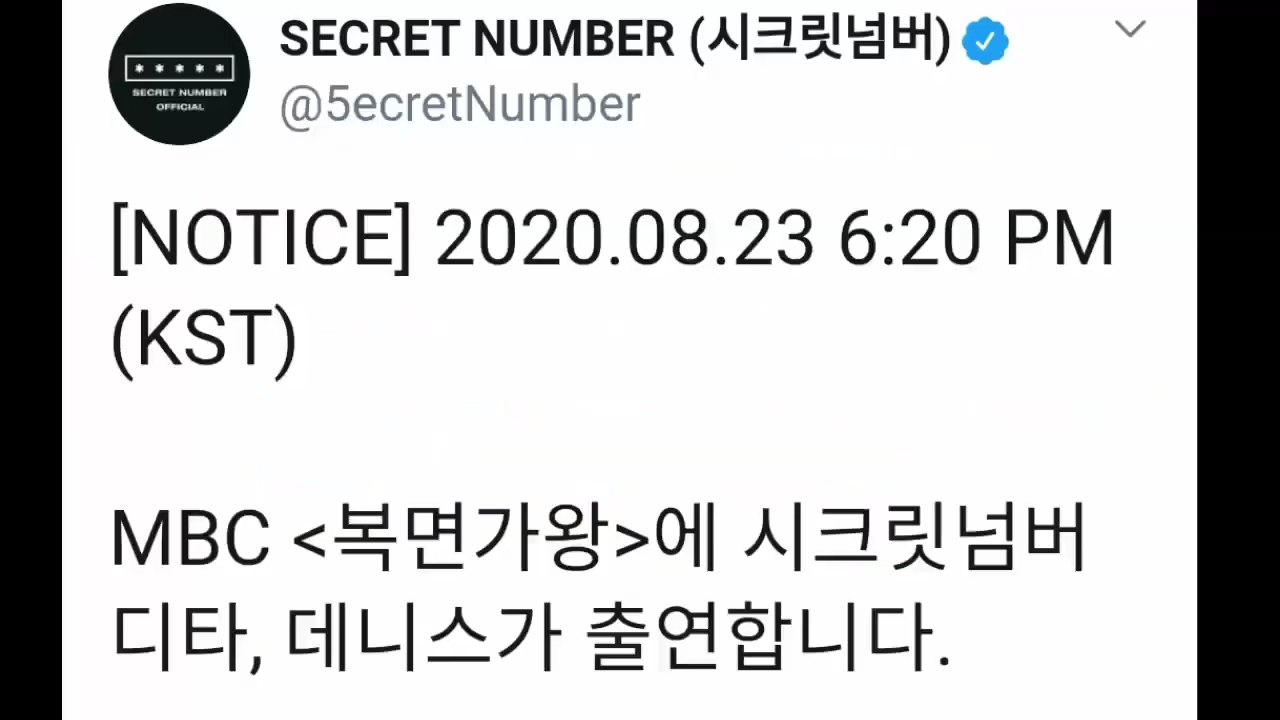 SECRET NUMBER (시크릿넘버)
@5ecretNumber
* * * * *
SECRET NUMBER
OFFICIAL
[NOTICE] 2020.08.23 6:20 PM
(KST)
MBC <복면가왕>에 시크릿넘버
디타, 데니스가 출연합니다.